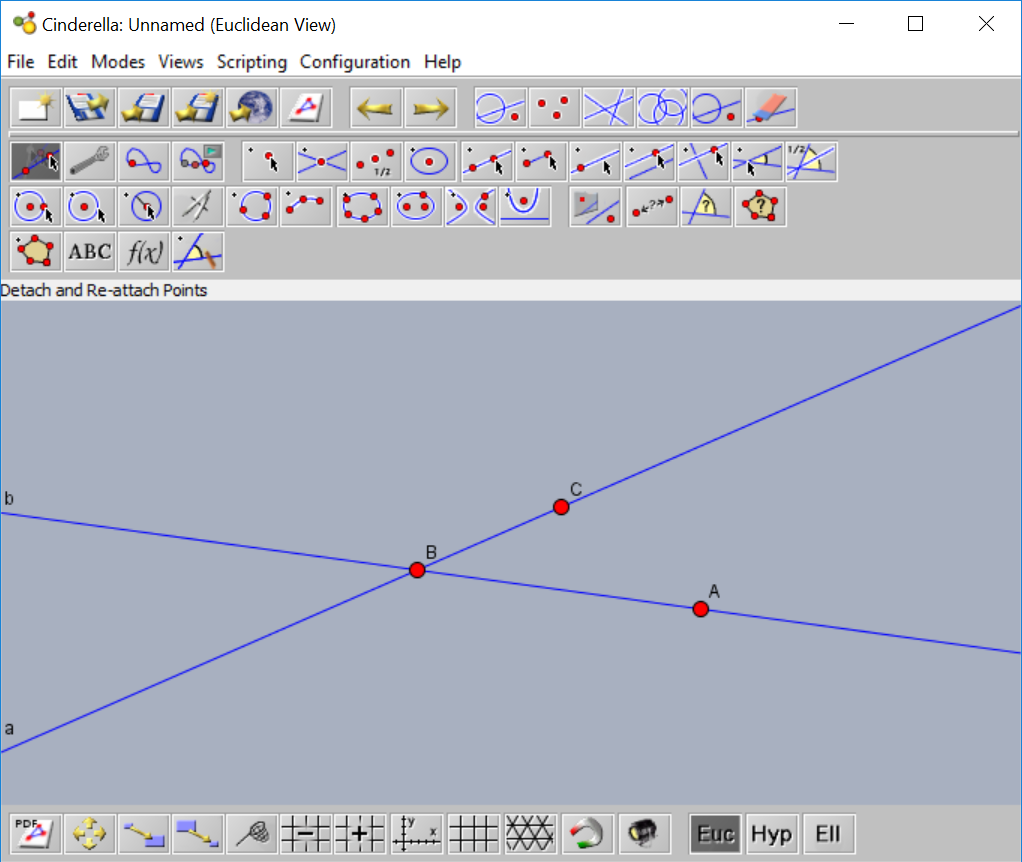 Cinderella: Unnamed (Euclidean View)
File Edit Modes Views Scripting Configuration Help
1/2
1/2
? ? ?
ABC f(x)
Detach and Re-attach Points
C
b
B
A
a
PDF y x Euc Hyp Ell